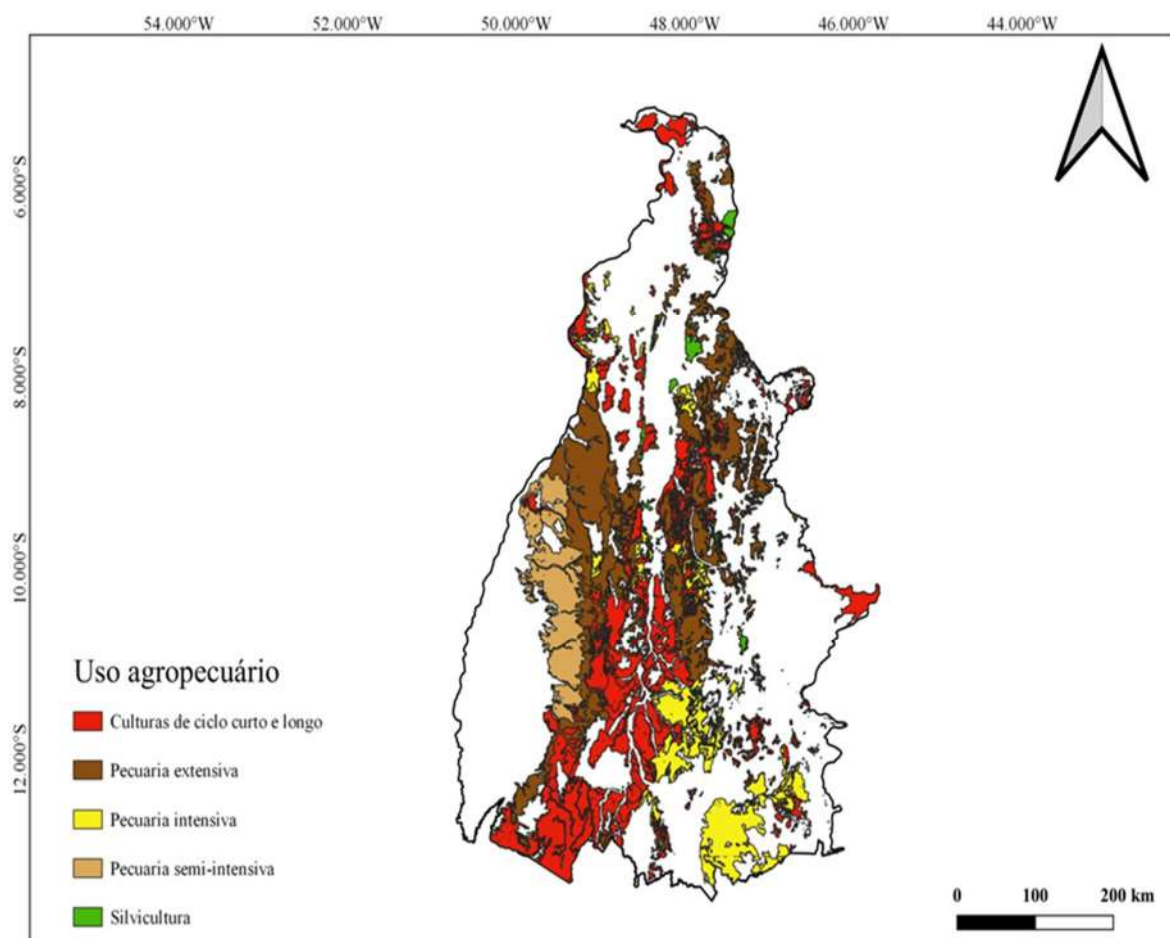 54.000°W 52.000°W 50.000°W 48.000°W 46.000°W 44.000°W
6.000°S
8.000°S
10.000°S
12.000°S
Uso agropecuário
Culturas de ciclo curto e longo
Pecuaria extensiva
Pecuaria intensiva
Pecuaria semi-intensiva
Silvicultura
0 100 200 km